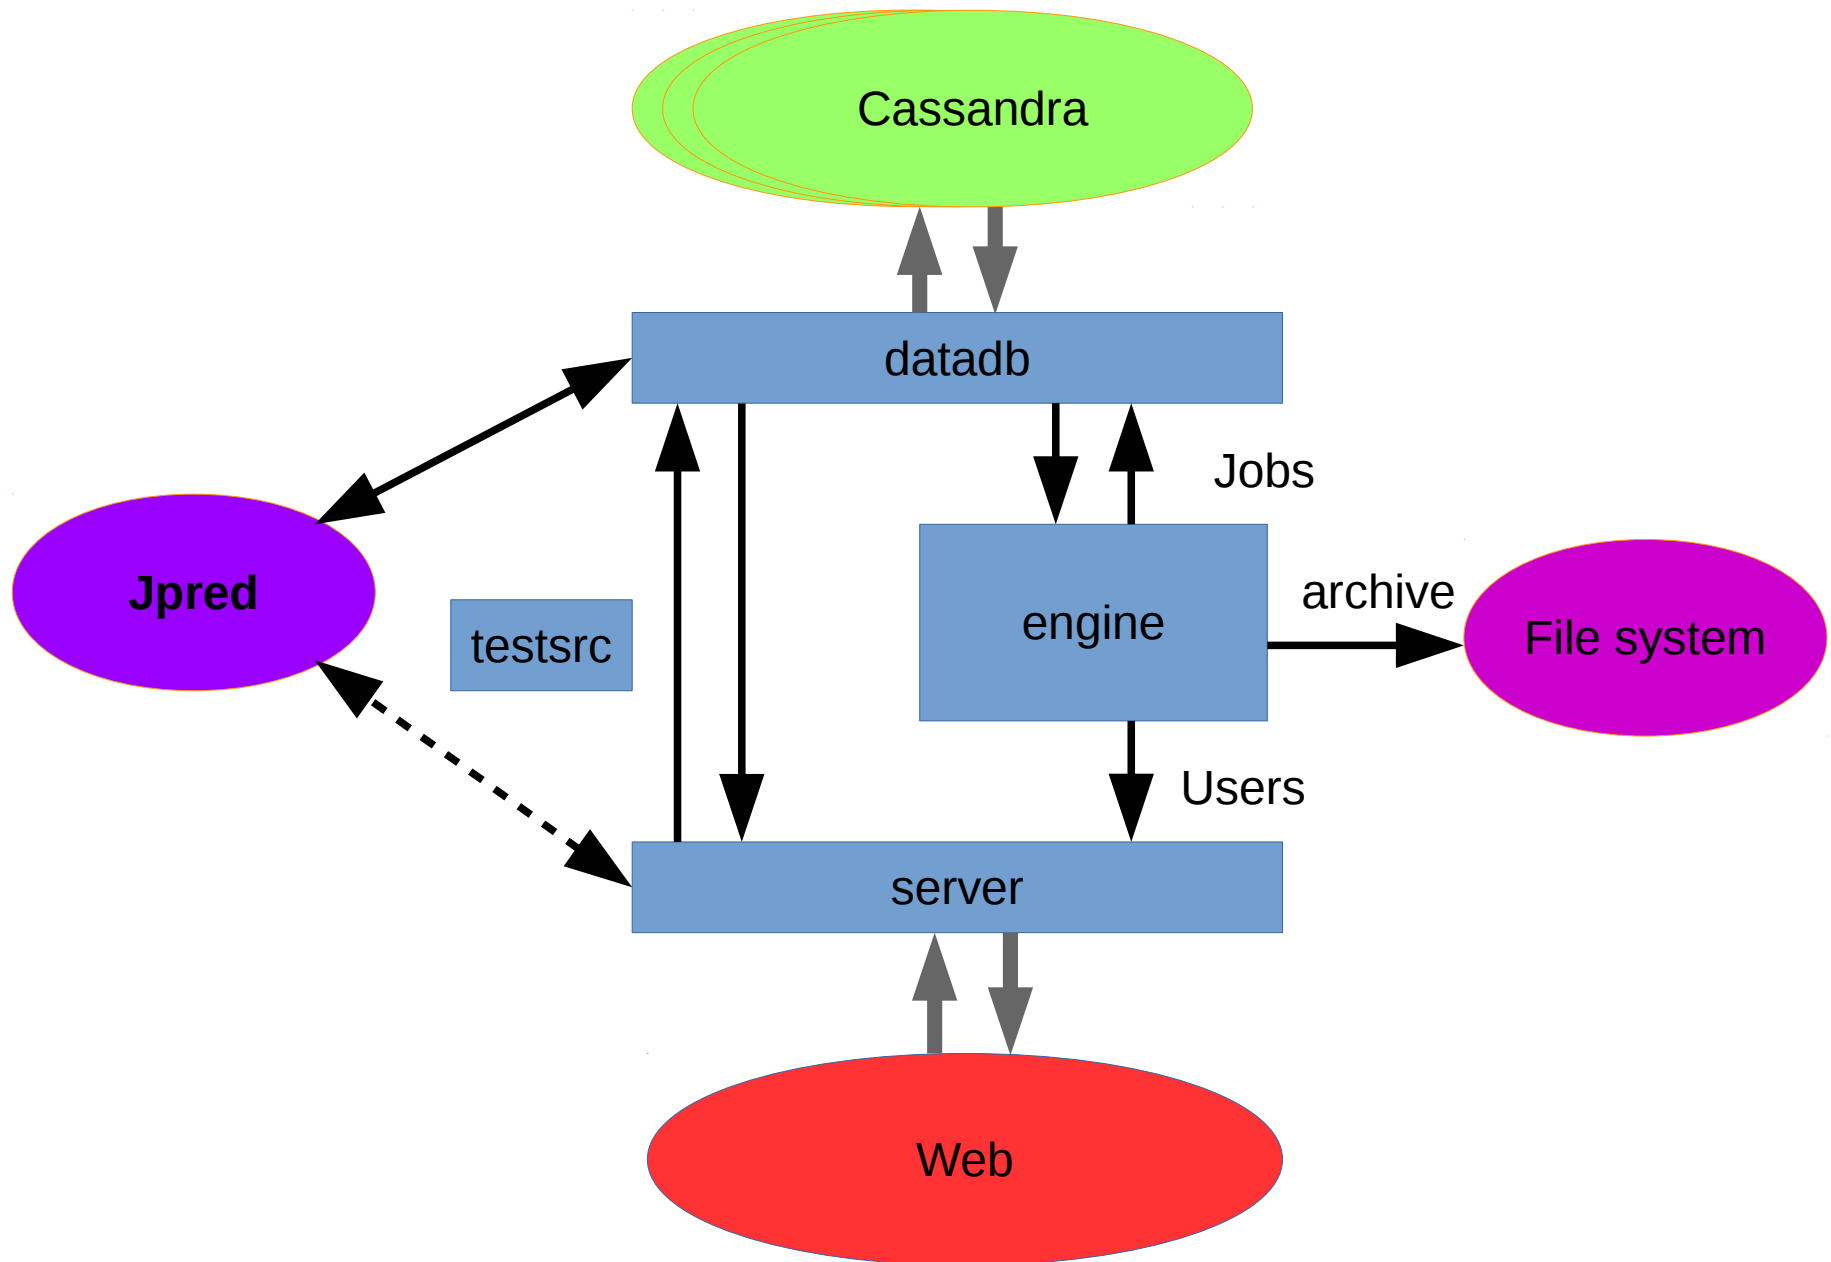 Cassandra
datadb
Jobs
Jpred
testsrc
engine
archive
File system
Users
server
Web